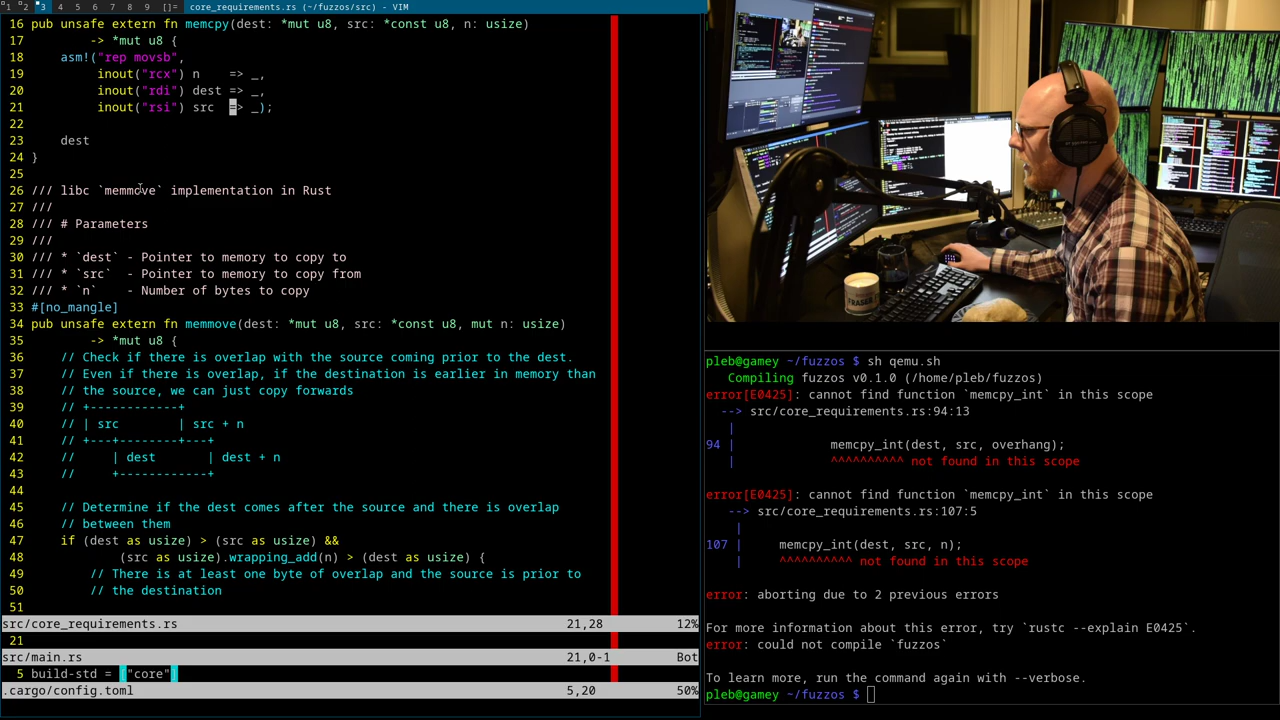 1 2 3 4 5 6 7 8 9 []= core_requirements.rs (~/fuzzos/src) - VIM
16 pub unsafe extern fn memcpy(dest: *mut u8, src: *const u8, n: usize)
17         -> *mut u8 {
18     asm!("rep movsb",
19          inout("rcx") n    => _,
20          inout("rdi") dest => _,
21          inout("rsi") src  => _);
22
23     dest
24 }
25
26 /// libc `memmove` implementation in Rust
27 ///
28 /// # Parameters
29 ///
30 /// * `dest` - Pointer to memory to copy to
31 /// * `src`  - Pointer to memory to copy from
32 /// * `n`    - Number of bytes to copy
33 #[no_mangle]
34 pub unsafe extern fn memmove(dest: *mut u8, src: *const u8, mut n: usize)
35         -> *mut u8 {
36     // Check if there is overlap with the source coming prior to the dest.
37     // Even if there is overlap, if the destination is earlier in memory than
38     // the source, we can just copy forwards
39     // +------------+
40     // | src        | src + n
41     // +---+--------+---+
42     //     | dest       | dest + n
43     //     +------------+
44
45     // Determine if the dest comes after the source and there is overlap
46     // between them
47     if (dest as usize) > (src as usize) &&
48             (src as usize).wrapping_add(n) > (dest as usize) {
49         // There is at least one byte of overlap and the source is prior to
50         // the destination
51
src/core_requirements.rs 21,28 12%
21
src/main.rs 21,0-1 Bot
5 build-std = ["core"]
.cargo/config.toml 5,20 50%
FRASER
pleb@gamey ~/fuzzos $ sh qemu.sh
   Compiling fuzzos v0.1.0 (/home/pleb/fuzzos)
error[E0425]: cannot find function `memcpy_int` in this scope
  --> src/core_requirements.rs:94:13
   |
94 |             memcpy_int(dest, src, overhang);
   |             ^^^^^^^^^^ not found in this scope
error[E0425]: cannot find function `memcpy_int` in this scope
   --> src/core_requirements.rs:107:5
    |
107 |     memcpy_int(dest, src, n);
    |     ^^^^^^^^^^ not found in this scope
error: aborting due to 2 previous errors
For more information about this error, try `rustc --explain E0425`.
error: could not compile `fuzzos`
To learn more, run the command again with --verbose.
pleb@gamey ~/fuzzos $